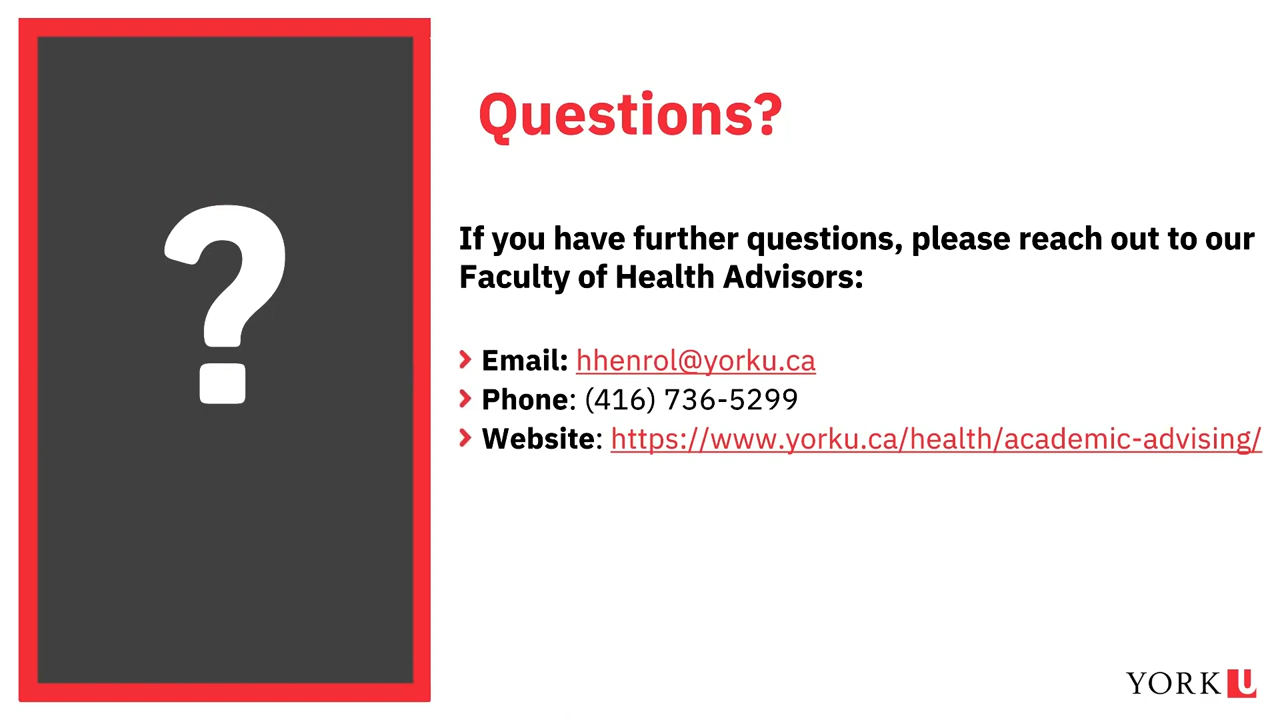 ?
Questions?
If you have further questions, please reach out to our
Faculty of Health Advisors:
Email: hhenrol@yorku.ca
Phone: (416) 736-5299
Website: https://www.yorku.ca/health/academic-advising/
YORK U